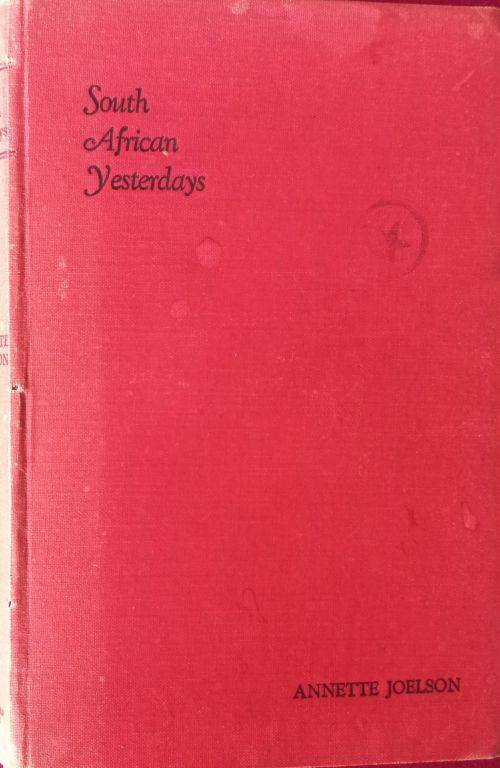 South
African
Yesterdays
ANNETTE JOELSON